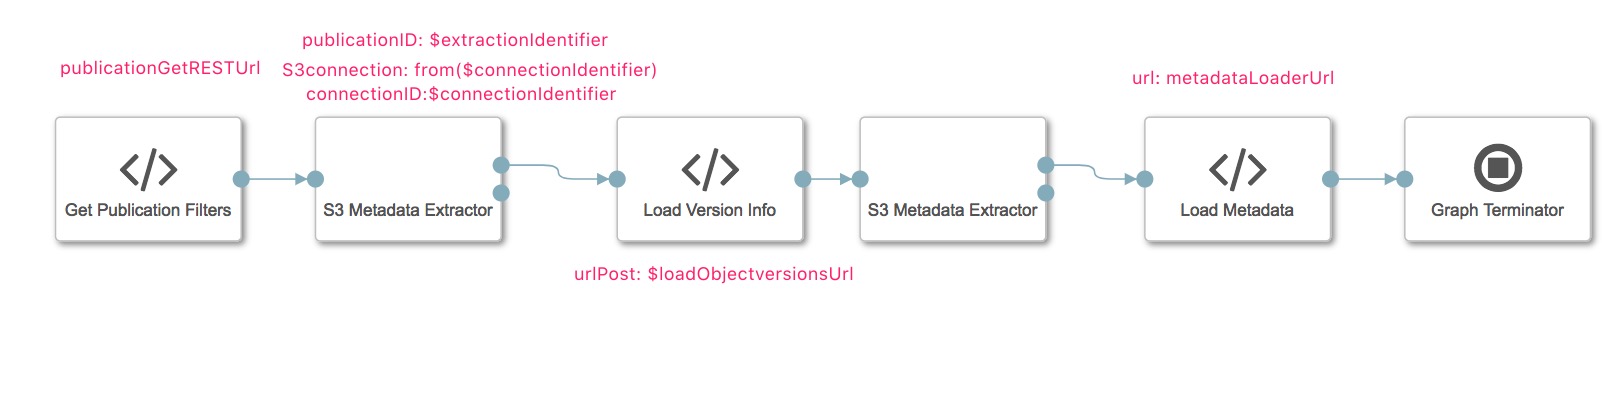 publicationID: $extractionIdentifier
publicationGetRESTUrl
S3connection: from($connectionIdentifier)
connectionID:$connectionIdentifier
url: metadataLoaderUrl
Get Publication Filters
S3 Metadata Extractor
Load Version Info
S3 Metadata Extractor
Load Metadata
Graph Terminator
urlPost: $loadObjectversionsUrl